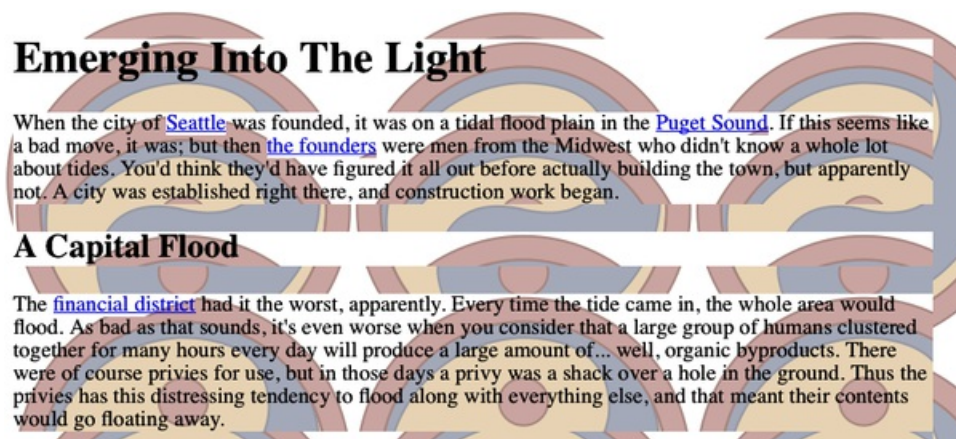 Emerging Into The Light
When the city of Seattle was founded, it was on a tidal flood plain in the Puget Sound. If this seems like
a bad move, it was; but then the founders were men from the Midwest who didn't know a whole lot
about tides. You'd think they'd have figured it all out before actually building the town, but apparently
not. A city was established right there, and construction work began.
A Capital Flood
The financial district had it the worst, apparently. Every time the tide came in, the whole area would
flood. As bad as that sounds, it's even worse when you consider that a large group of humans clustered
together for many hours every day will produce a large amount of... well, organic byproducts. There
were of course privies for use, but in those days a privy was a shack over a hole in the ground. Thus the
privies has this distressing tendency to flood along with everything else, and that meant their contents
would go floating away.